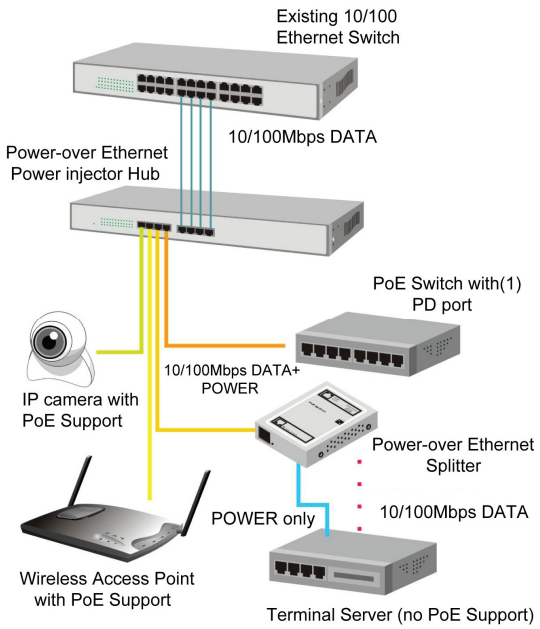 Existing 10/100
Ethernet Switch
10/100Mbps DATA
Power-over Ethernet
Power injector Hub
PoE Switch with(1)
PD port
10/100Mbps DATA+
POWER
IP camera with
PoE Support
Power-over Ethernet
Splitter
POWER only
10/100Mbps DATA
Wireless Access Point
with PoE Support
Terminal Server (no PoE Support)